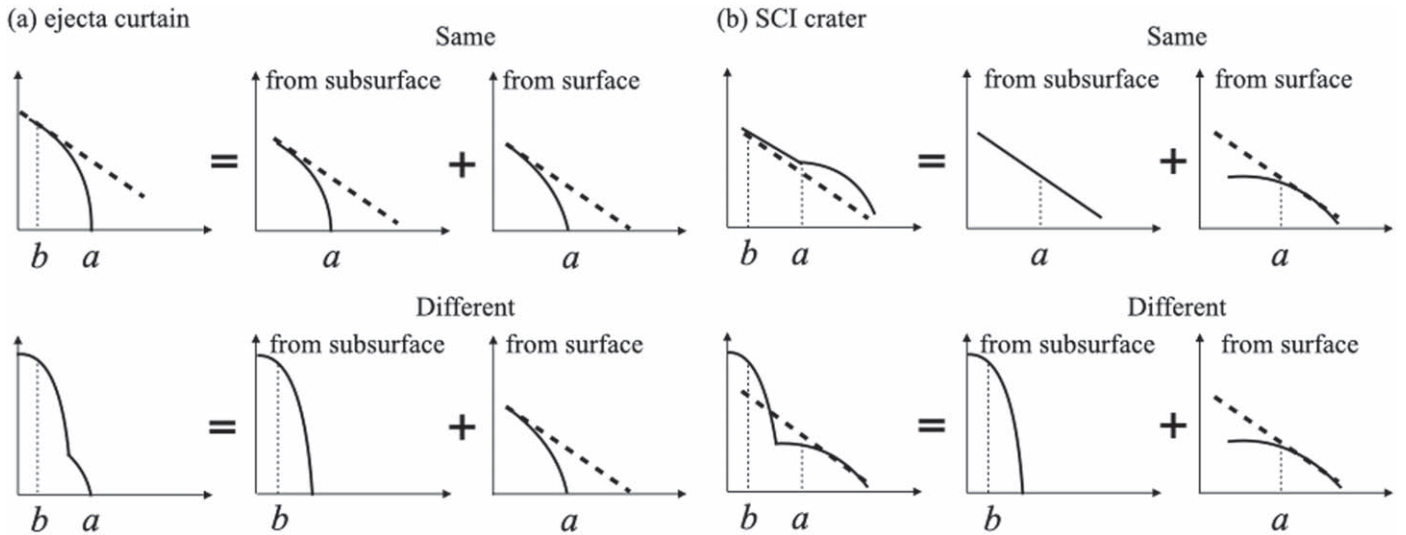 (a) ejecta curtain
Same
from subsurface
from surface
=
+
b a
a
a
Different
from subsurface
from surface
=
+
b a
b
a
(b) SCI crater
Same
from subsurface
from surface
=
+
b a
a
a
Different
from subsurface
from surface
=
+
b a
b
a